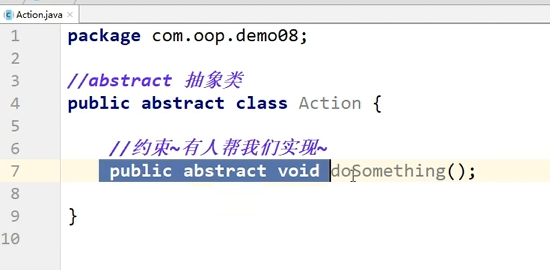 Action.java
1 package com.oop.demo08;
2
3 //abstract 抽象类
4 public abstract class Action {
5
6 //约束~有人帮我们实现~
7 public abstract void doSomething();
8
9 }
10